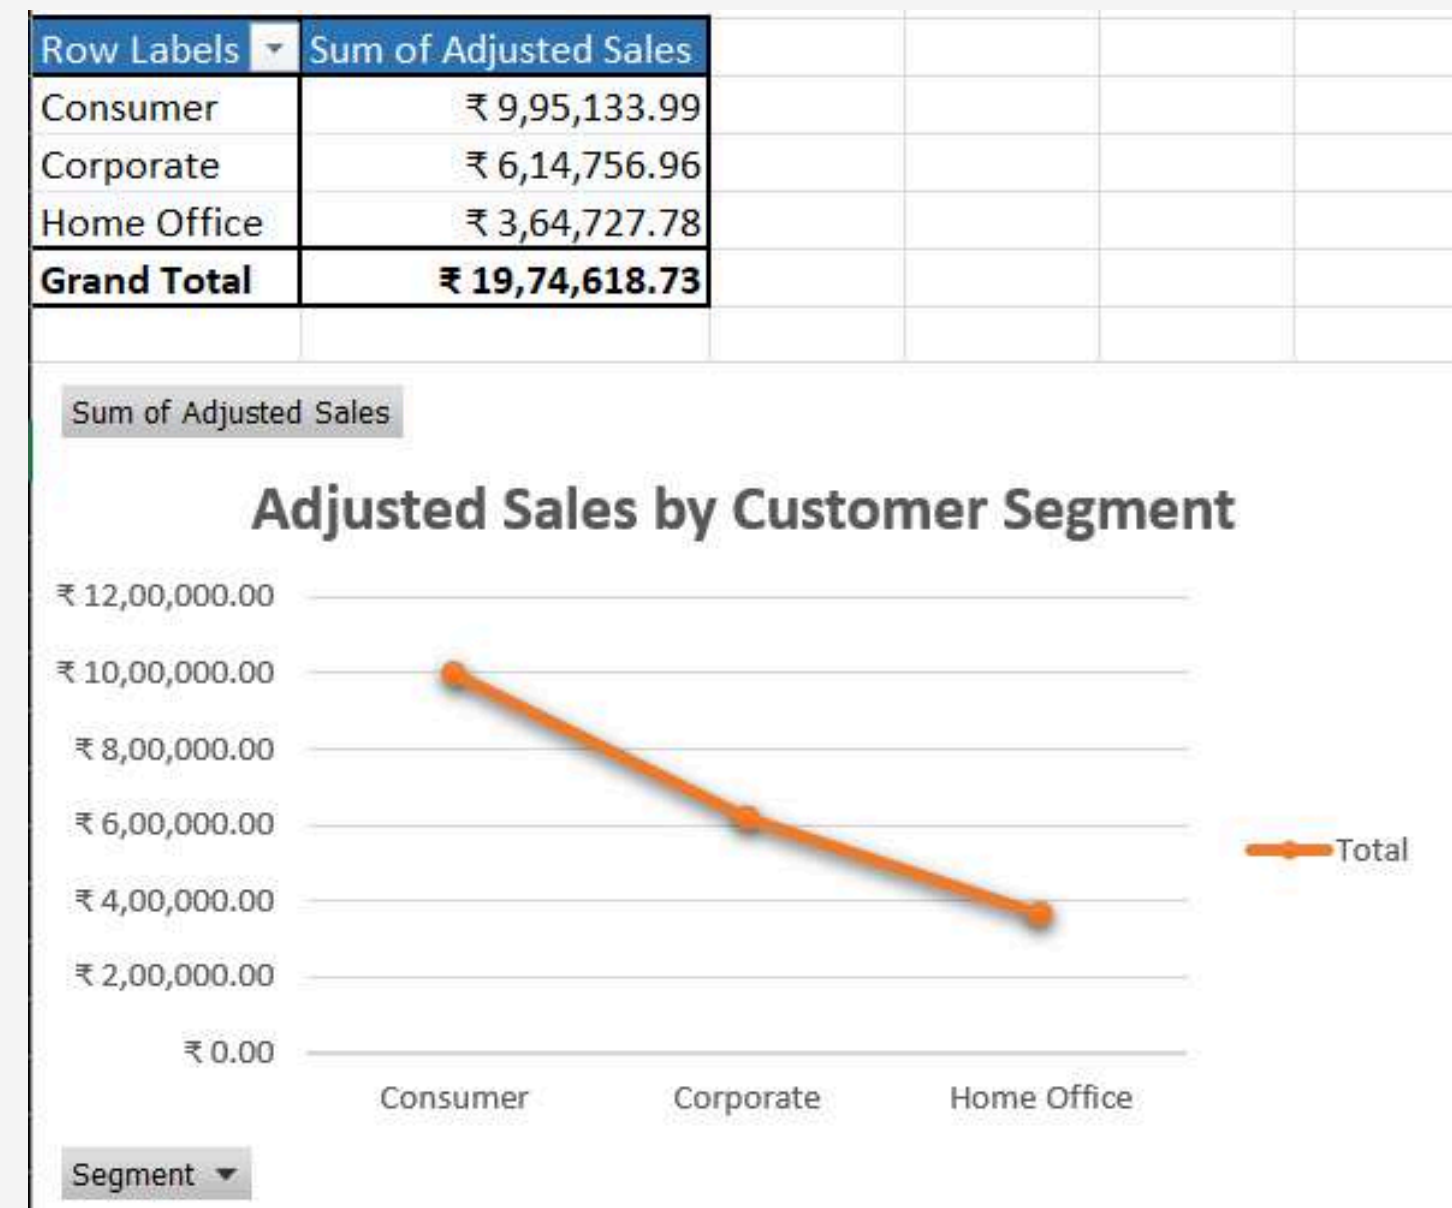 Row Labels Sum of Adjusted Sales
Consumer ₹ 9,95,133.99
Corporate ₹ 6,14,756.96
Home Office ₹ 3,64,727.78
Grand Total ₹ 19,74,618.73
Sum of Adjusted Sales
Adjusted Sales by Customer Segment
₹ 12,00,000.00
₹ 10,00,000.00
₹ 8,00,000.00
₹ 6,00,000.00
₹ 4,00,000.00
₹ 2,00,000.00
₹ 0.00
Consumer Corporate Home Office
Total
Segment